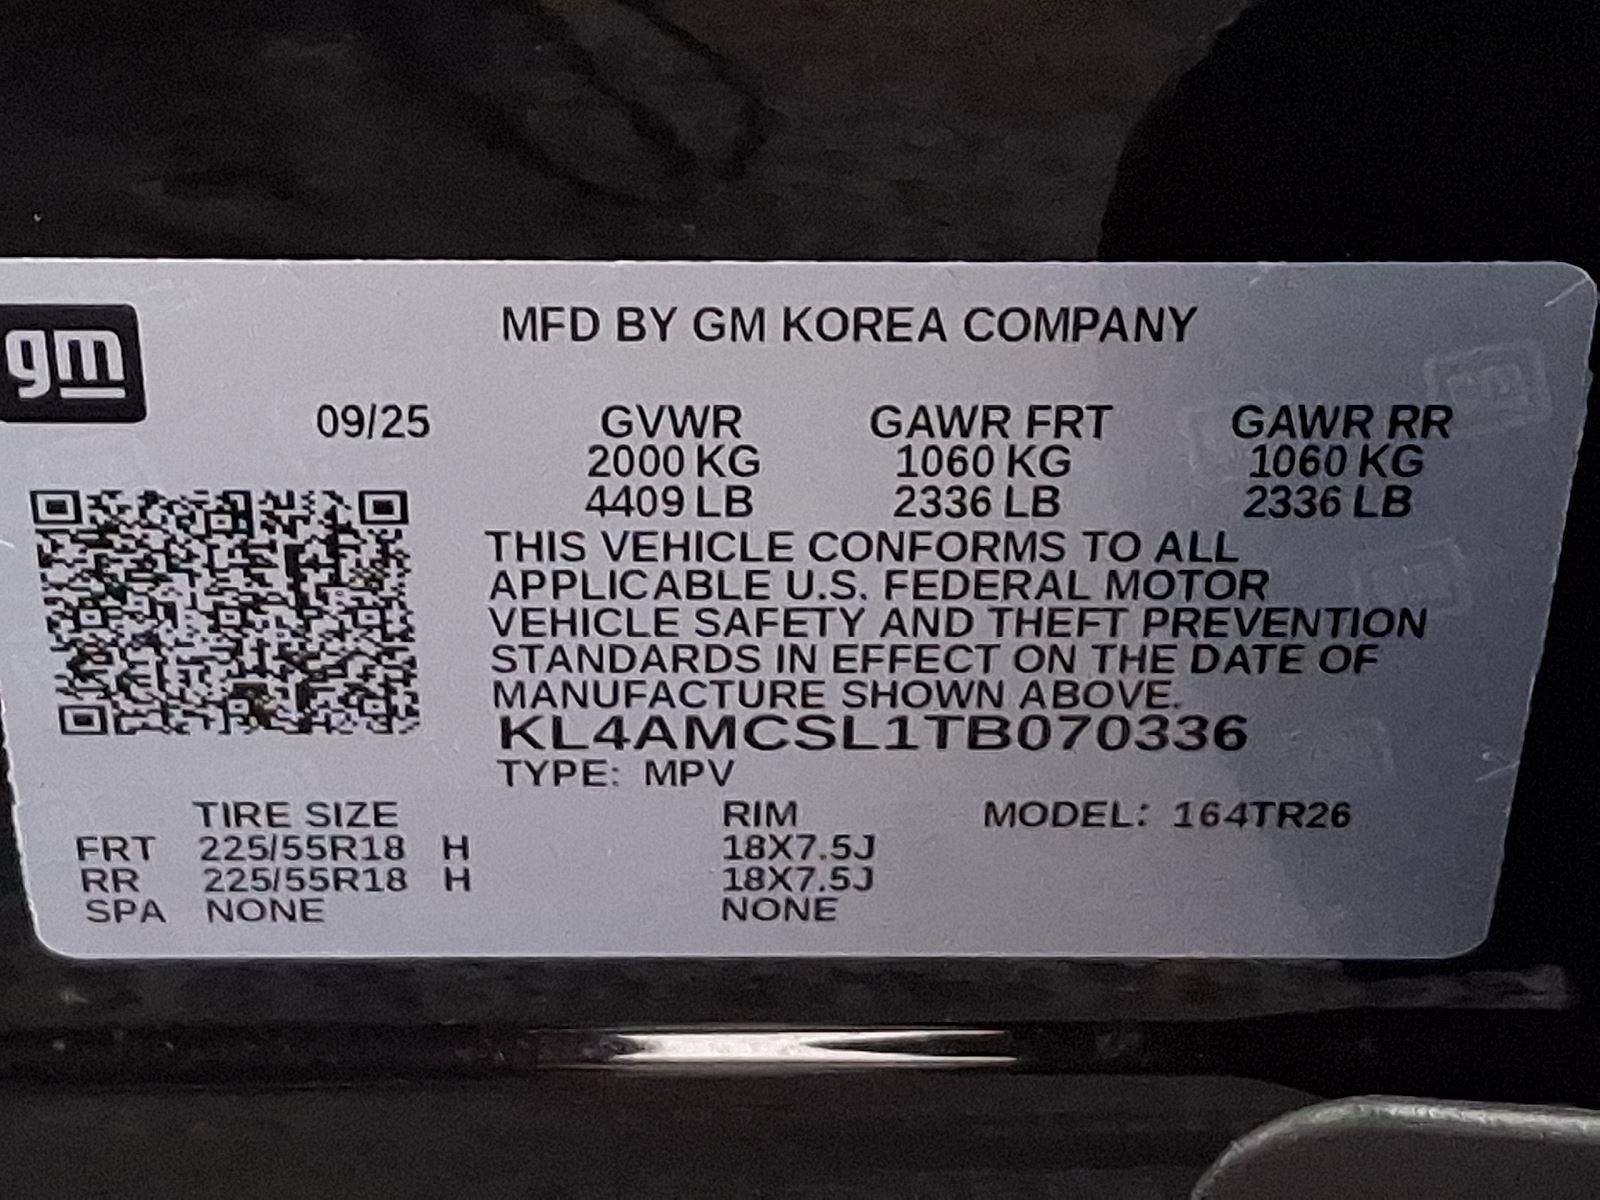 gm
MFD BY GM KOREA COMPANY
09/25 GVWR GAWR FRT GAWR RR
2000 KG 1060 KG 1060 KG
4409 LB 2336 LB 2336 LB
THIS VEHICLE CONFORMS TO ALL
APPLICABLE U.S. FEDERAL MOTOR
VEHICLE SAFETY AND THEFT PREVENTION
STANDARDS IN EFFECT ON THE DATE OF
MANUFACTURE SHOWN ABOVE.
KL4AMCSL1TB070336
TYPE: MPV
TIRE SIZE RIM MODEL: 164TR26
FRT 225/55R18 H 18X7.5J
RR 225/55R18 H 18X7.5J
SPA NONE NONE